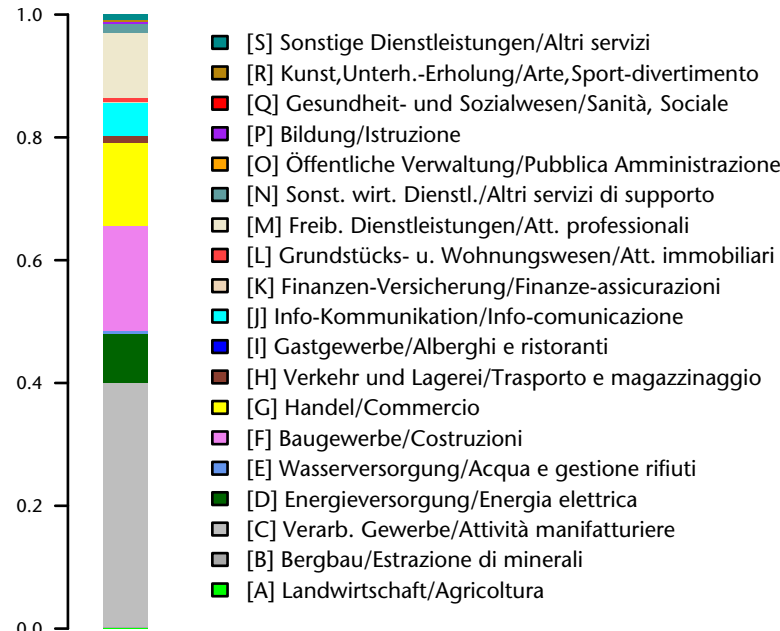 1.0
0.8
0.6
0.4
0.2
0.0
[S] Sonstige Dienstleistungen/Altri servizi
[R] Kunst,Unterh.-Erholung/Arte,Sport-divertimento
[Q] Gesundheit- und Sozialwesen/Sanità, Sociale
[P] Bildung/Istruzione
[O] Öffentliche Verwaltung/Pubblica Amministrazione
[N] Sonst. wirt. Dienstl./Altri servizi di supporto
[M] Freib. Dienstleistungen/Att. professionali
[L] Grundstücks- u. Wohnungswesen/Att. immobiliari
[K] Finanzen-Versicherung/Finanze-assicurazioni
[J] Info-Kommunikation/Info-comunicazione
[I] Gastgewerbe/Alberghi e ristoranti
[H] Verkehr und Lagerei/Trasporto e magazzinaggio
[G] Handel/Commercio
[F] Baugewerbe/Costruzioni
[E] Wasserversorgung/Acqua e gestione rifiuti
[D] Energieversorgung/Energia elettrica
[C] Verarb. Gewerbe/Attività manifatturiere
[B] Bergbau/Estrazione di minerali
[A] Landwirtschaft/Agricoltura